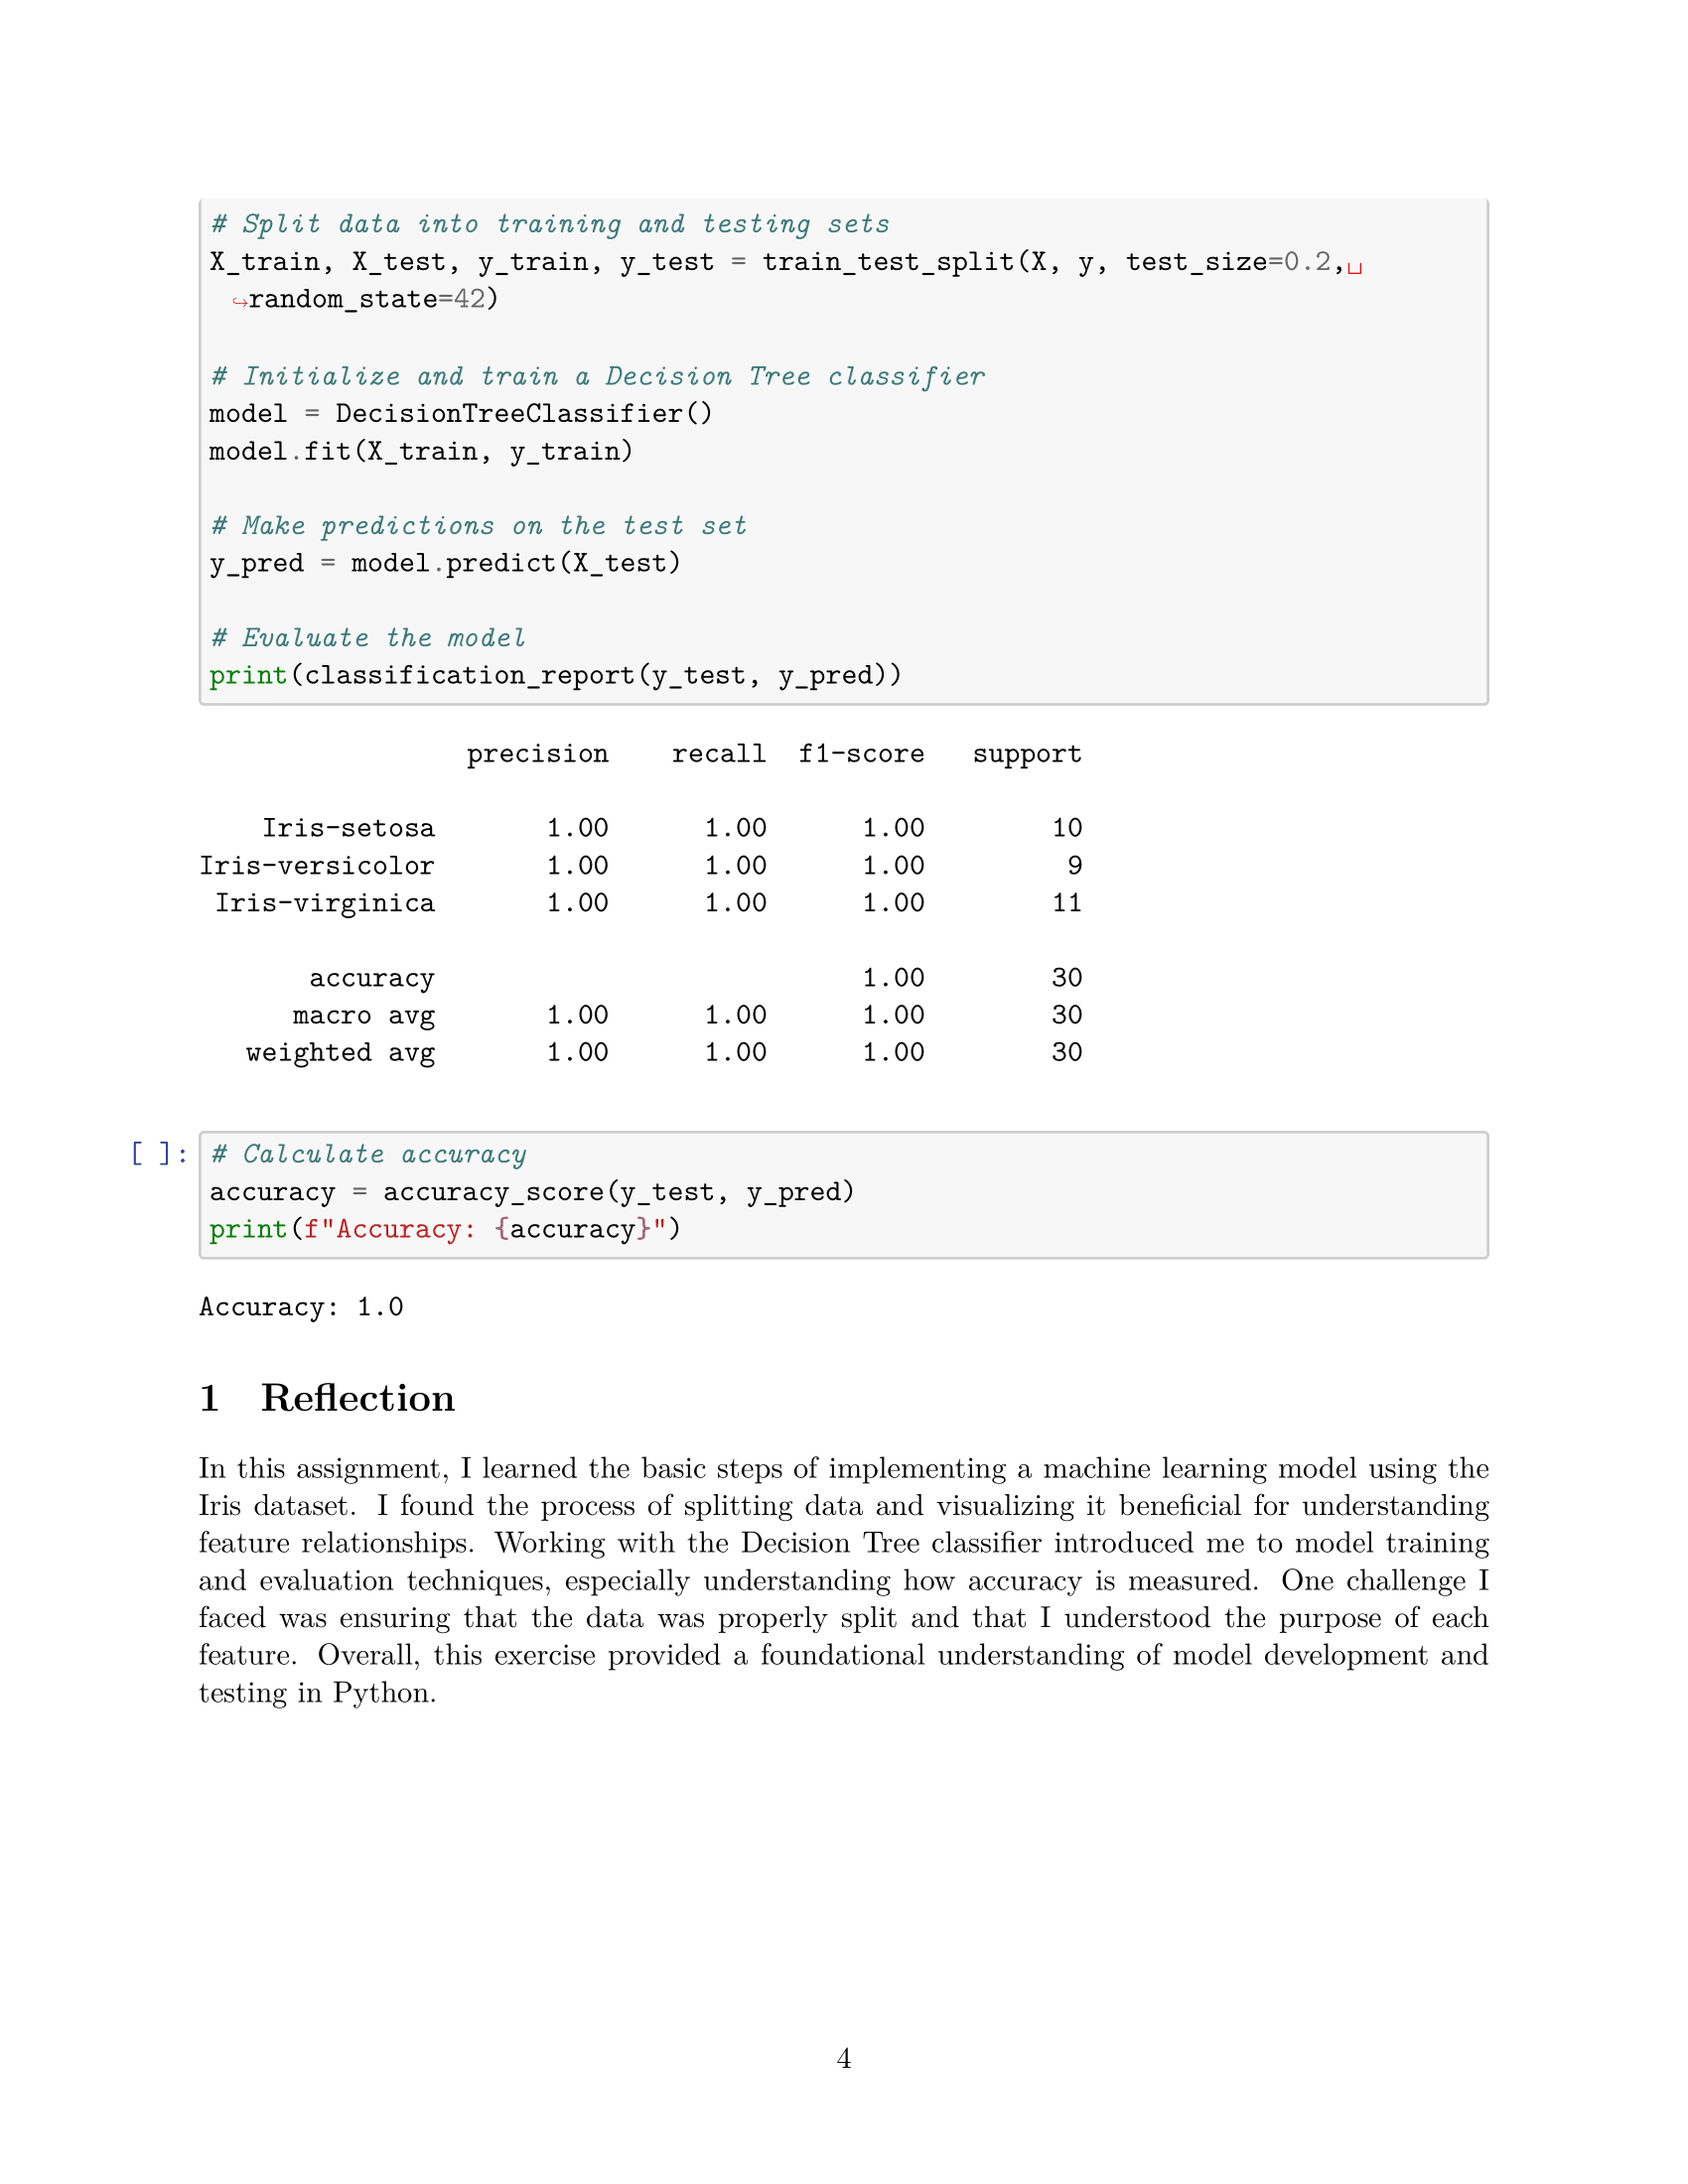 # Split data into training and testing sets
X_train, X_test, y_train, y_test = train_test_split(X, y, test_size=0.2,␣
↪random_state=42)
# Initialize and train a Decision Tree classifier
model = DecisionTreeClassifier()
model.fit(X_train, y_train)
# Make predictions on the test set
y_pred = model.predict(X_test)
# Evaluate the model
print(classification_report(y_test, y_pred))
precision recall f1-score support
Iris-setosa 1.00 1.00 1.00 10
Iris-versicolor 1.00 1.00 1.00 9
Iris-virginica 1.00 1.00 1.00 11
accuracy 1.00 30
macro avg 1.00 1.00 1.00 30
weighted avg 1.00 1.00 1.00 30
[ ]: # Calculate accuracy
accuracy = accuracy_score(y_test, y_pred)
print(f"Accuracy: {accuracy}")
Accuracy: 1.0
1 Reflection
In this assignment, I learned the basic steps of implementing a machine learning model using the
Iris dataset. I found the process of splitting data and visualizing it beneficial for understanding
feature relationships. Working with the Decision Tree classifier introduced me to model training
and evaluation techniques, especially understanding how accuracy is measured. One challenge I
faced was ensuring that the data was properly split and that I understood the purpose of each
feature. Overall, this exercise provided a foundational understanding of model development and
testing in Python.
4